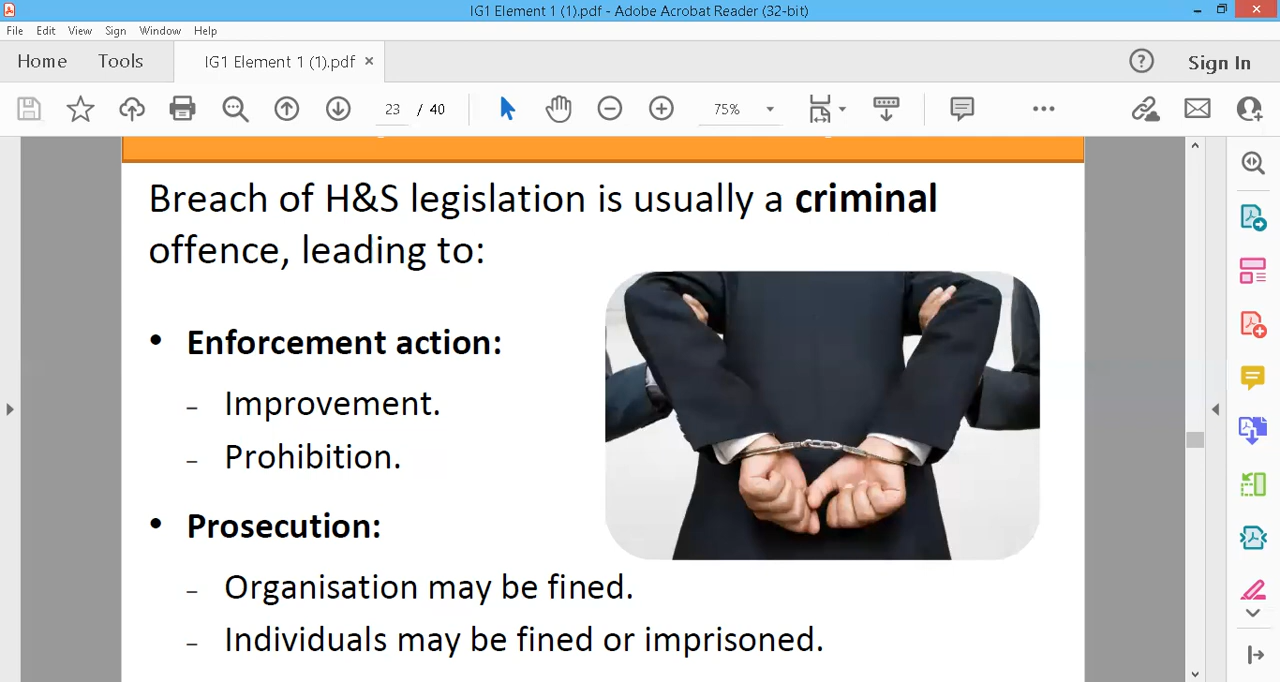 IG1 Element 1 (1).pdf - Adobe Acrobat Reader (32-bit)
File Edit View Sign Window Help
Home Tools IG1 Element 1 (1).pdf × Sign In
23 / 40 75%
Breach of H&S legislation is usually a criminal
offence, leading to:
• Enforcement action:
– Improvement.
– Prohibition.
• Prosecution:
– Organisation may be fined.
– Individuals may be fined or imprisoned.